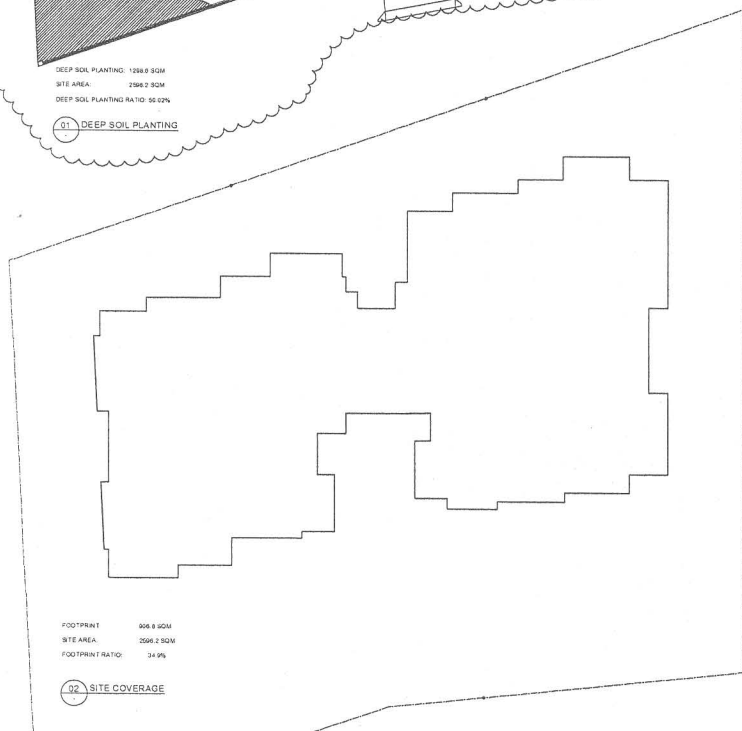 DEEP SOIL PLANTING: 1298.6 SQM
SITE AREA: 2596.2 SQM
DEEP SOIL PLANTING RATIO: 50.02%
01 DEEP SOIL PLANTING
FOOTPRINT: 906.8 SQM
SITE AREA: 2596.2 SQM
FOOTPRINT RATIO: 34.9%
02 SITE COVERAGE